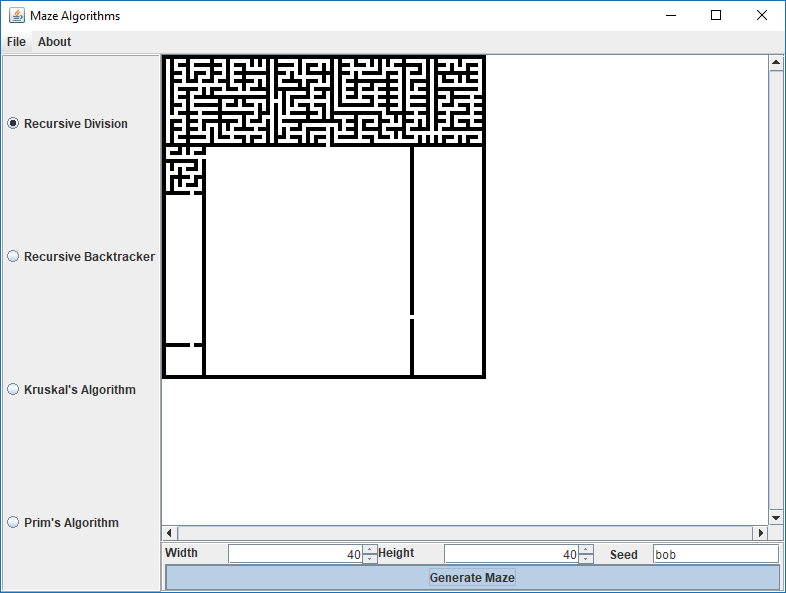 Maze Algorithms
File About
Recursive Division
Recursive Backtracker
Kruskal's Algorithm
Prim's Algorithm
Width 40 Height 40 Seed bob
Generate Maze